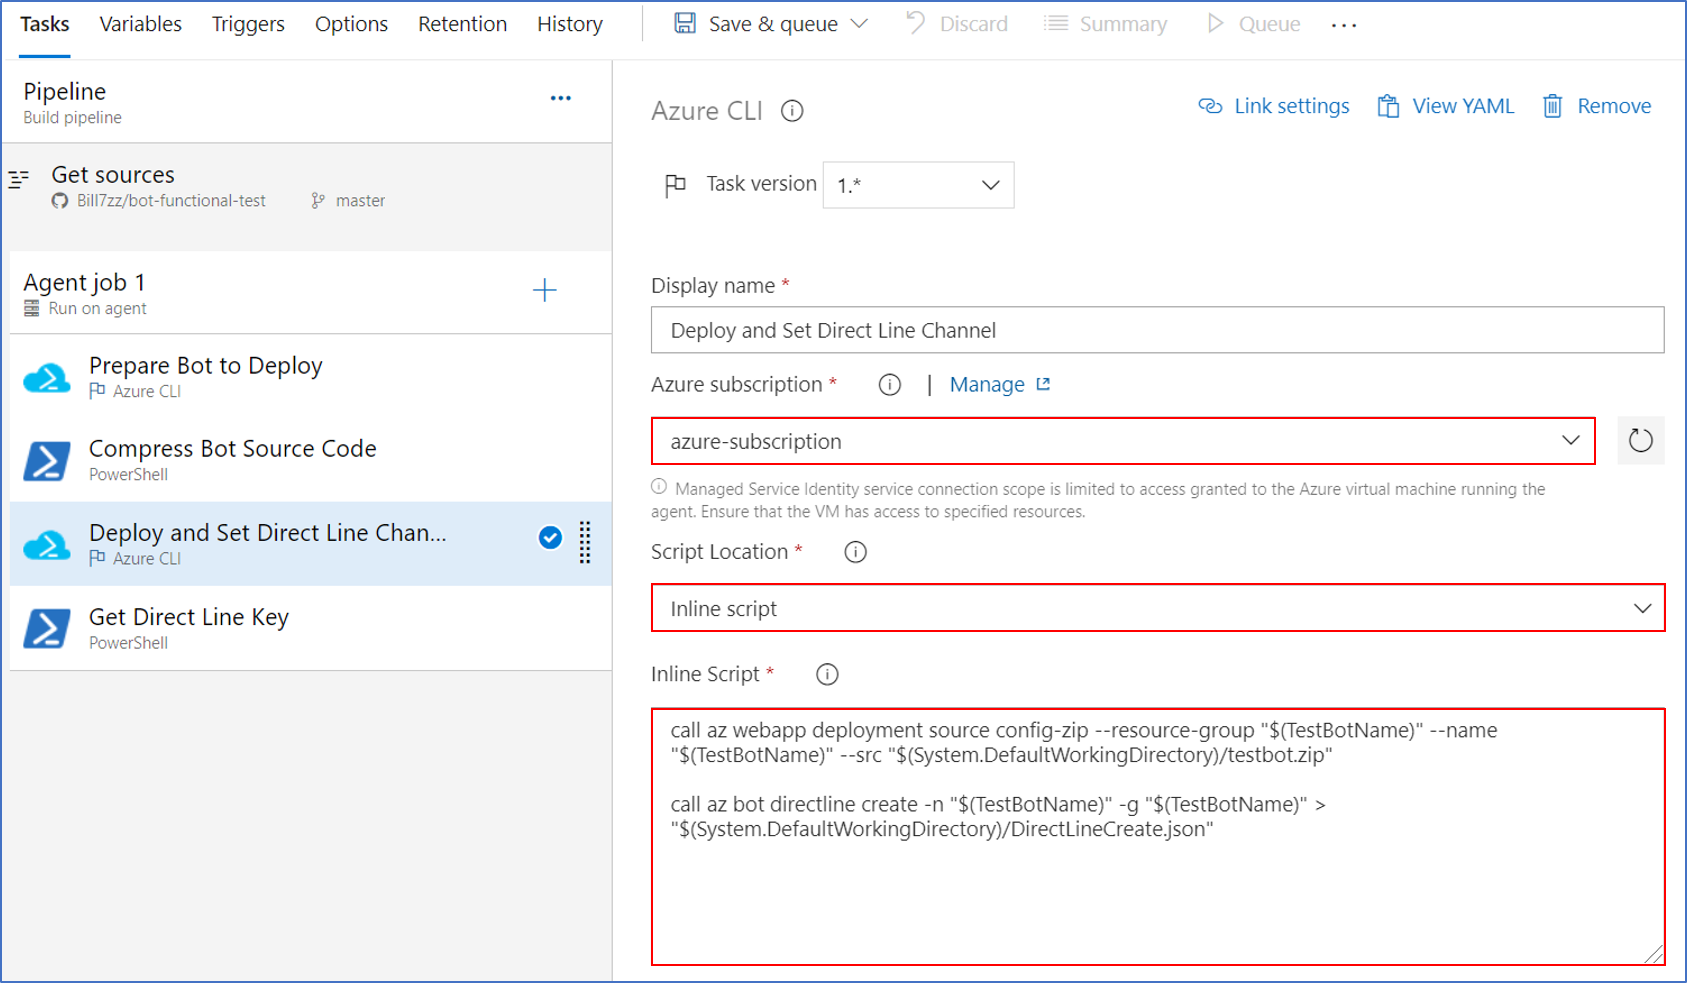 Tasks Variables Triggers Options Retention History Save & queue Discard Summary Queue ...
Pipeline
Build pipeline
Get sources
Bill7zz/bot-functional-test master
Agent job 1
Run on agent
Prepare Bot to Deploy
Azure CLI
Compress Bot Source Code
PowerShell
Deploy and Set Direct Line Chan...
Azure CLI
Get Direct Line Key
PowerShell
Azure CLI
Link settings View YAML Remove
Task version 1.*
Display name *
Deploy and Set Direct Line Channel
Azure subscription * | Manage
azure-subscription
Managed Service Identity service connection scope is limited to access granted to the Azure virtual machine running the
agent. Ensure that the VM has access to specified resources.
Script Location *
Inline script
Inline Script *
call az webapp deployment source config-zip --resource-group "$(TestBotName)" --name
"$(TestBotName)" --src "$(System.DefaultWorkingDirectory)/testbot.zip"
call az bot directline create -n "$(TestBotName)" -g "$(TestBotName)" >
"$(System.DefaultWorkingDirectory)/DirectLineCreate.json"